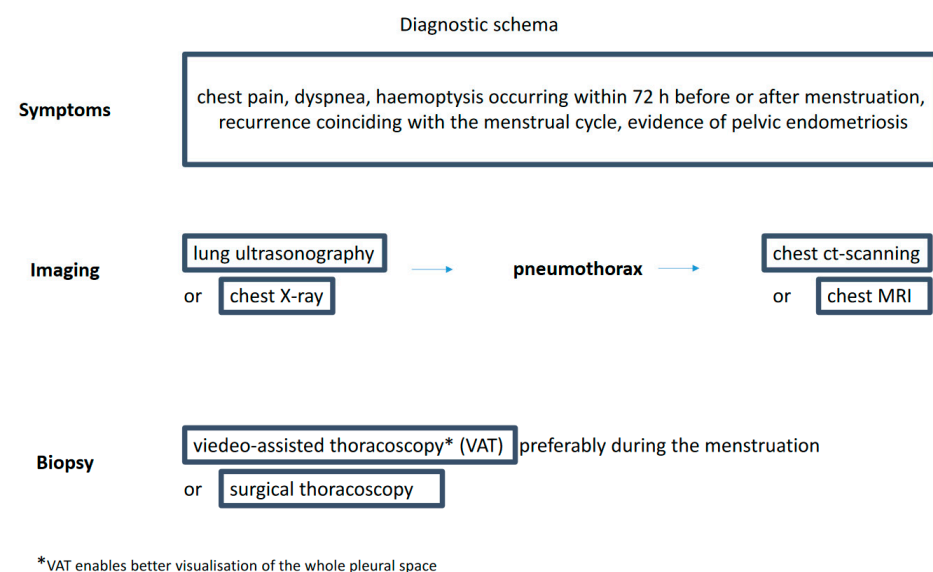 Diagnostic schema
Symptoms
chest pain, dyspnea, haemoptysis occurring within 72 h before or after menstruation,
recurrence coinciding with the menstrual cycle, evidence of pelvic endometriosis
Imaging
lung ultrasonography
or chest X-ray
pneumothorax
chest ct-scanning
or chest MRI
Biopsy
viedeo-assisted thoracoscopy* (VAT) preferably during the menstruation
or surgical thoracoscopy
*VAT enables better visualisation of the whole pleural space